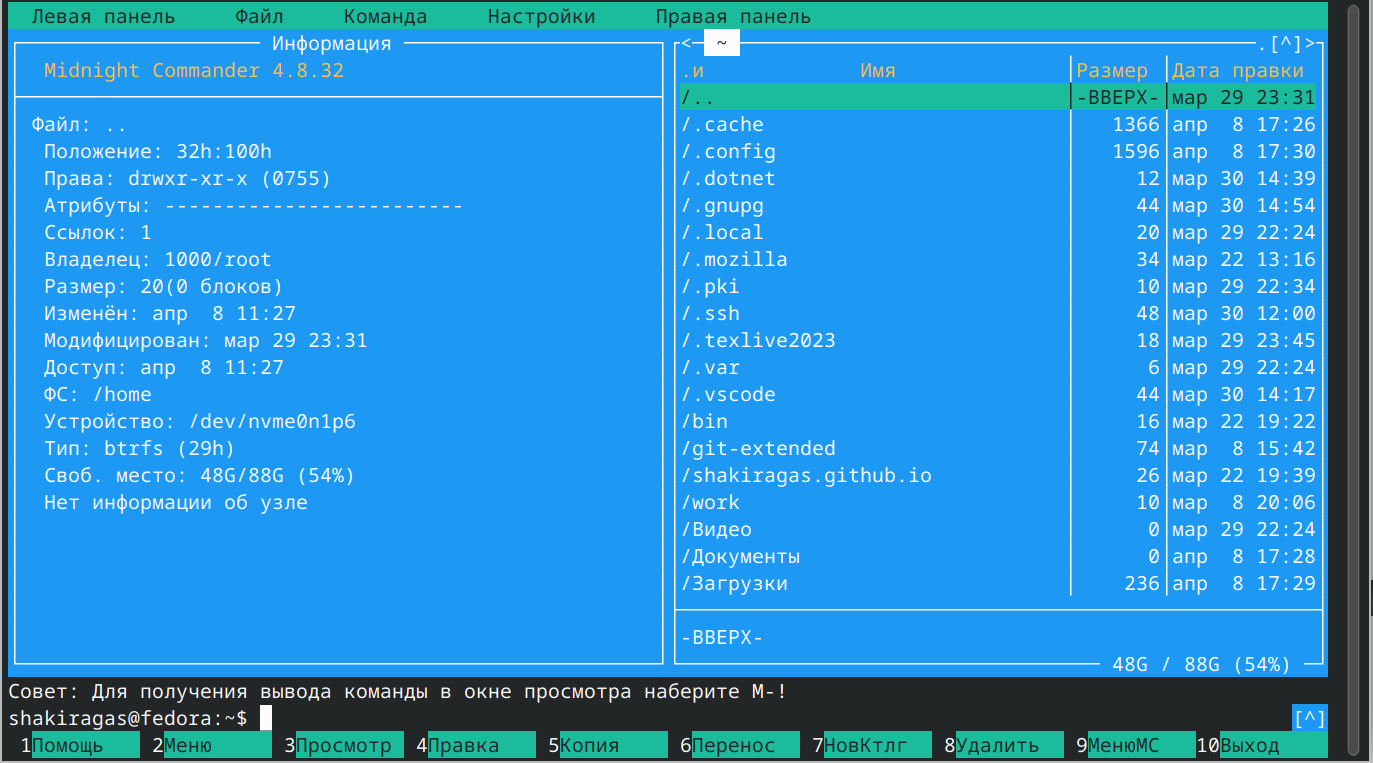 Левая панель Файл Команда Настройки Правая панель
Информация
Midnight Commander 4.8.32
Файл: ..
Положение: 32h:100h
Права: drwxr-xr-x (0755)
Атрибуты: -------------------------
Ссылок: 1
Владелец: 1000/root
Размер: 20(0 блоков)
Изменён: апр  8 11:27
Модифицирован: мар 29 23:31
Доступ: апр  8 11:27
ФС: /home
Устройство: /dev/nvme0n1p6
Тип: btrfs (29h)
Своб. место: 48G/88G (54%)
Нет информации об узле
<─ ~ ─.[^]>
.и Имя Размер Дата правки
/.. -ВВЕРХ- мар 29 23:31
/.cache 1366 апр  8 17:26
/.config 1596 апр  8 17:30
/.dotnet 12 мар 30 14:39
/.gnupg 44 мар 30 14:54
/.local 20 мар 29 22:24
/.mozilla 34 мар 22 13:16
/.pki 10 мар 29 22:34
/.ssh 48 мар 30 12:00
/.texlive2023 18 мар 29 23:45
/.var 6 мар 29 22:24
/.vscode 44 мар 30 14:17
/bin 16 мар 22 19:22
/git-extended 74 мар  8 15:42
/shakiragas.github.io 26 мар 22 19:39
/work 10 мар  8 20:06
/Видео 0 мар 29 22:24
/Документы 0 апр  8 17:28
/Загрузки 236 апр  8 17:29
-ВВЕРХ-
48G / 88G (54%)
Совет: Для получения вывода команды в окне просмотра наберите M-!
shakiragas@fedora:~$ [^]
1Помощь 2Меню 3Просмотр 4Правка 5Копия 6Перенос 7НовКтлг 8Удалить 9МенюMC 10Выход